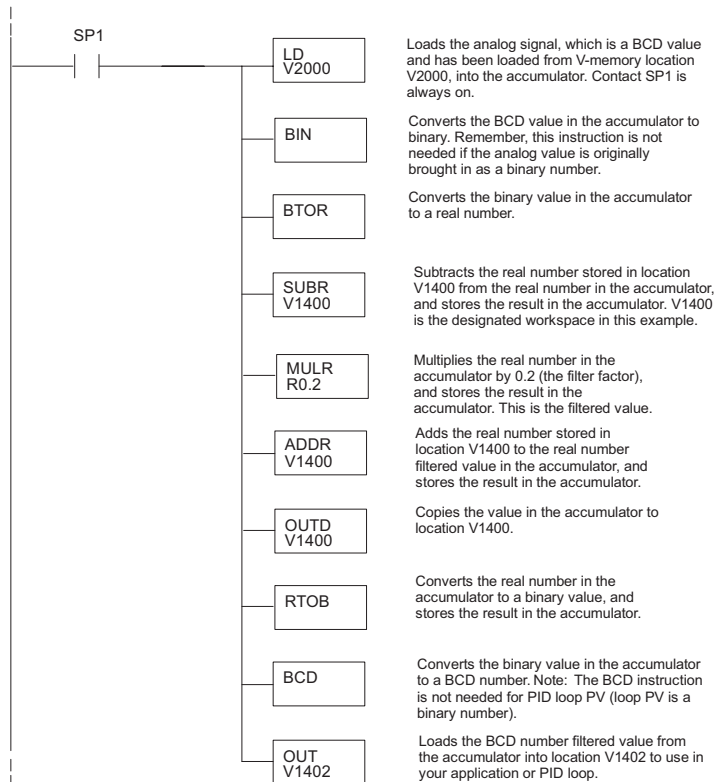 SP1
LD
V2000
Loads the analog signal, which is a BCD value
and has been loaded from V-memory location
V2000, into the accumulator. Contact SP1 is
always on.
BIN
Converts the BCD value in the accumulator to
binary. Remember, this instruction is not
needed if the analog value is originally
brought in as a binary number.
BTOR
Converts the binary value in the accumulator
to a real number.
SUBR
V1400
Subtracts the real number stored in location
V1400 from the real number in the accumulator,
and stores the result in the accumulator. V1400
is the designated workspace in this example.
MULR
R0.2
Multiplies the real number in the
accumulator by 0.2 (the filter factor),
and stores the result in the
accumulator. This is the filtered value.
ADDR
V1400
Adds the real number stored in
location V1400 to the real number
filtered value in the accumulator, and
stores the result in the accumulator.
OUTD
V1400
Copies the value in the accumulator to
location V1400.
RTOB
Converts the real number in the
accumulator to a binary value, and
stores the result in the accumulator.
BCD
Converts the binary value in the accumulator
to a BCD number. Note: The BCD instruction
is not needed for PID loop PV (loop PV is a
binary number).
OUT
V1402
Loads the BCD number filtered value from
the accumulator into location V1402 to use in
your application or PID loop.